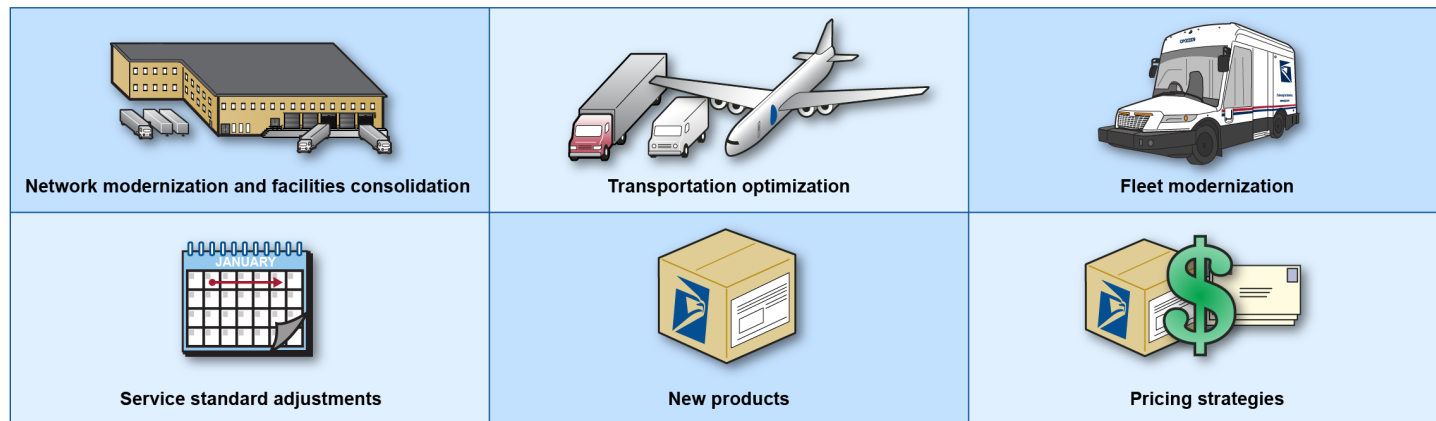 Network modernization and facilities consolidation
Transportation optimization
Fleet modernization
JANUARY
Service standard adjustments
New products
Pricing strategies